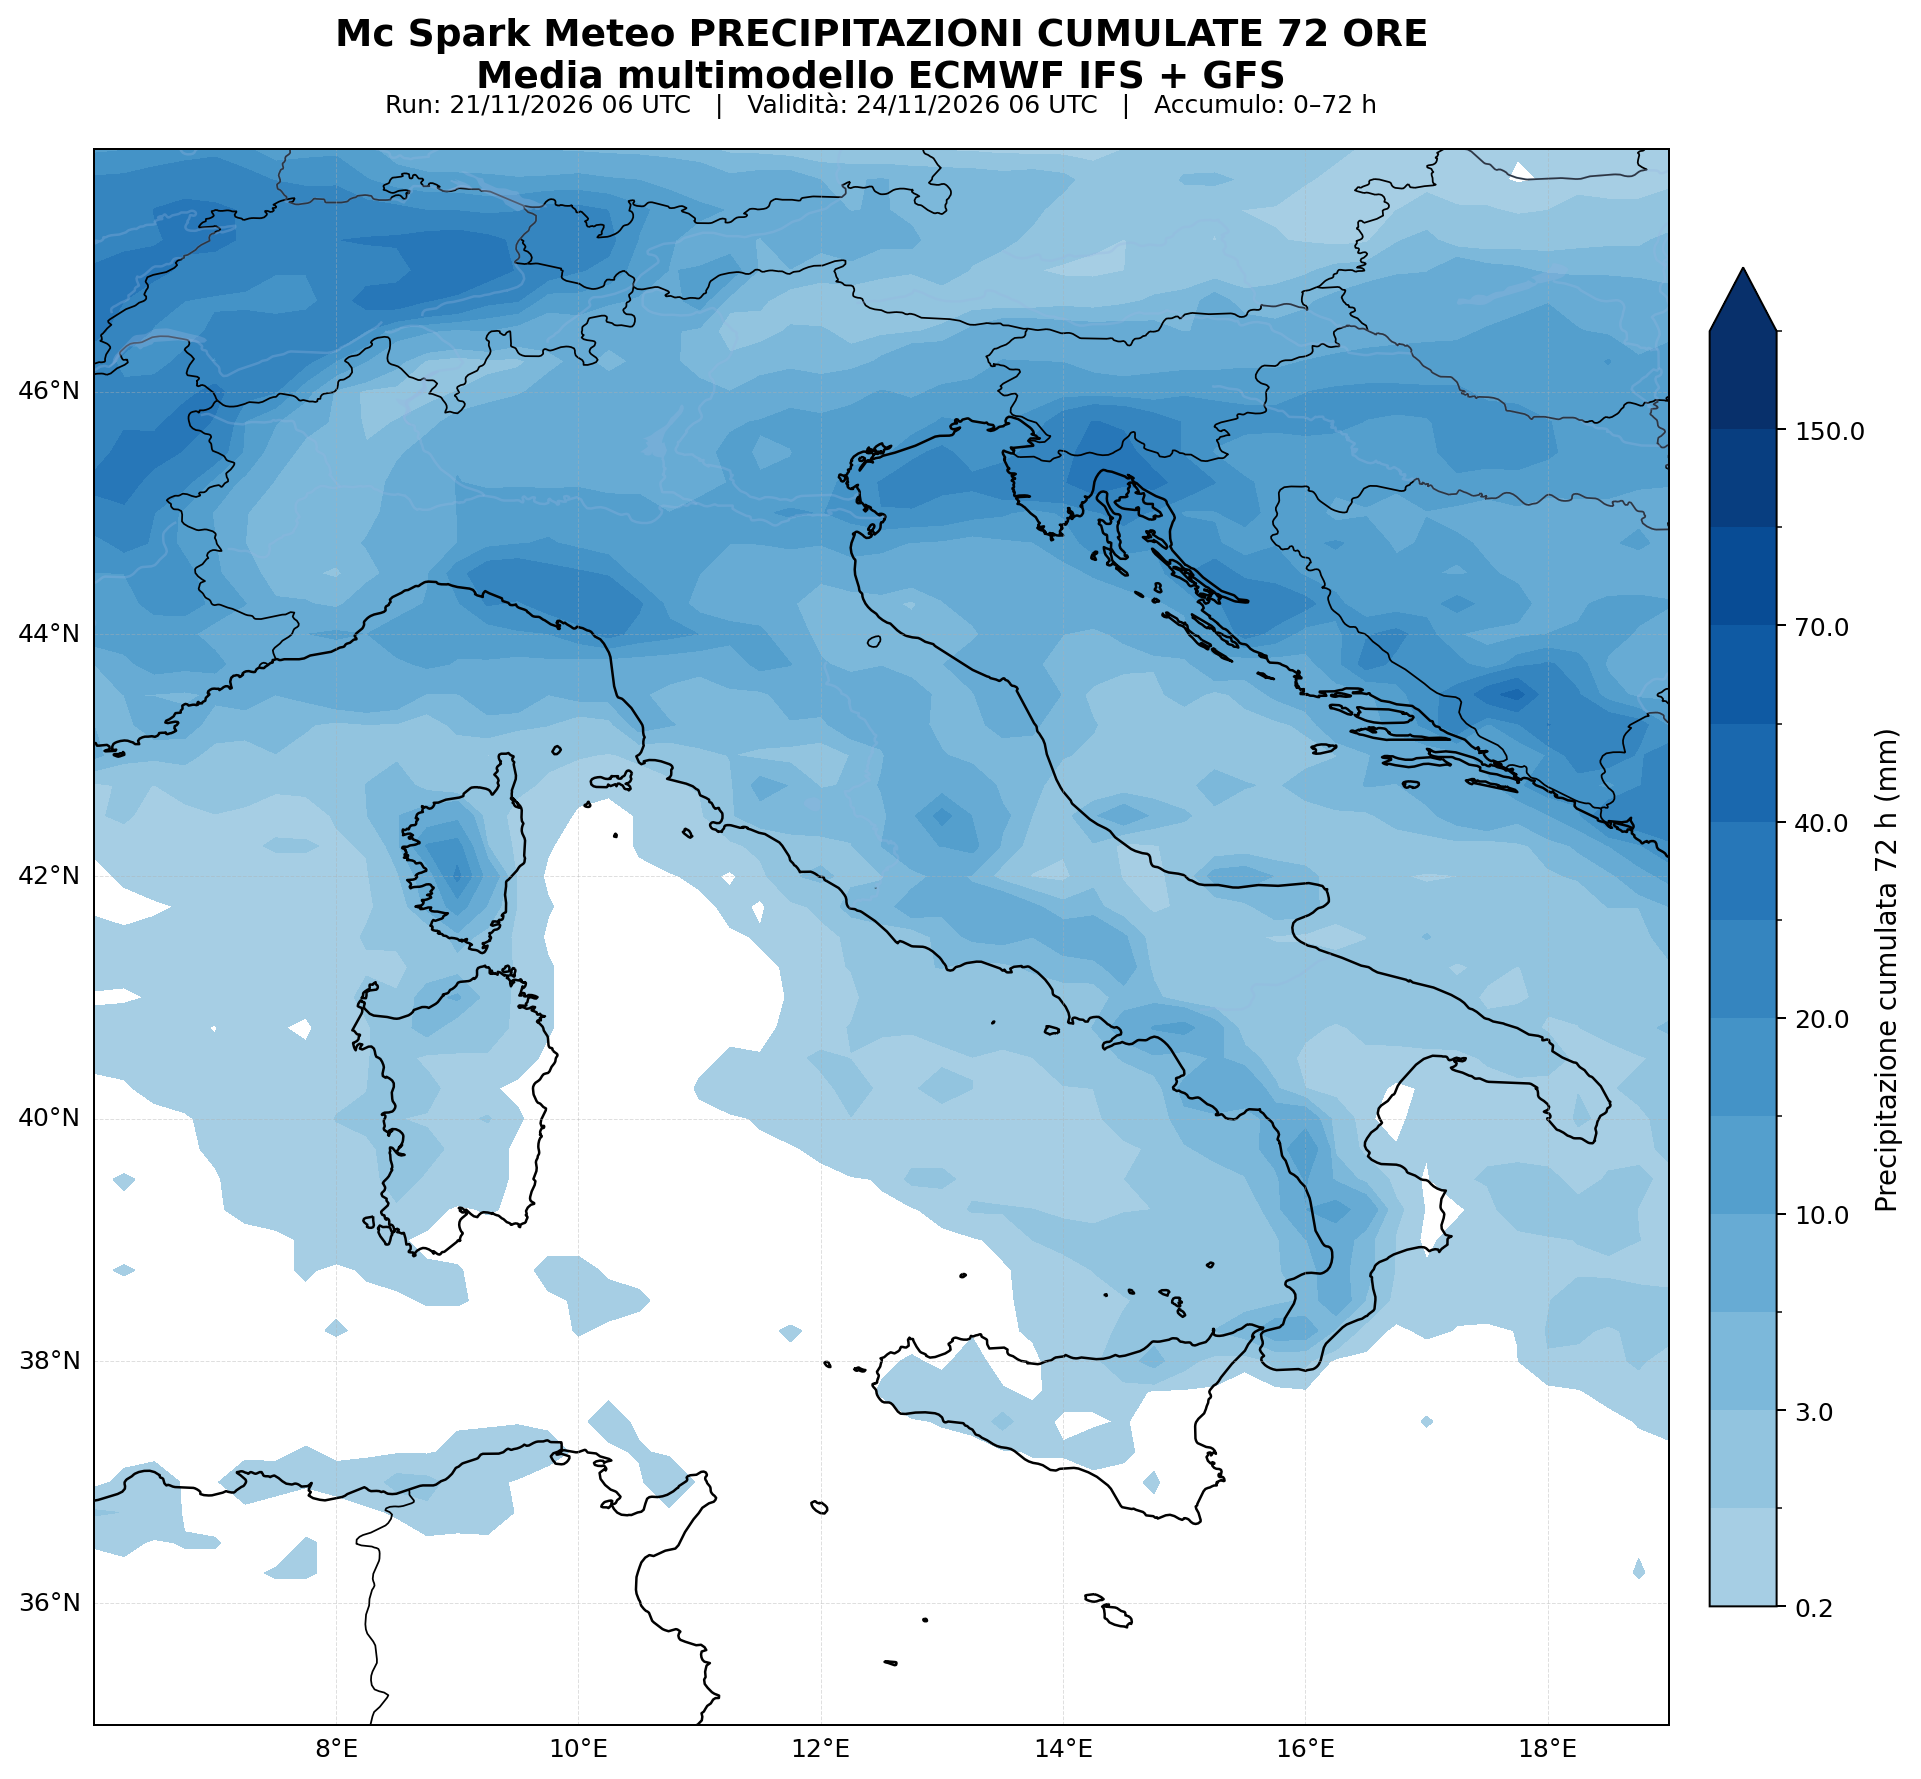 Mc Spark Meteo PRECIPITAZIONI CUMULATE 72 ORE
Media multimodello ECMWF IFS + GFS
Run: 21/11/2026 06 UTC | Validità: 24/11/2026 06 UTC | Accumulo: 0–72 h
46°N
44°N
42°N
40°N
38°N
36°N
8°E
10°E
12°E
14°E
16°E
18°E
150.0
70.0
40.0
20.0
10.0
3.0
0.2
Precipitazione cumulata 72 h (mm)